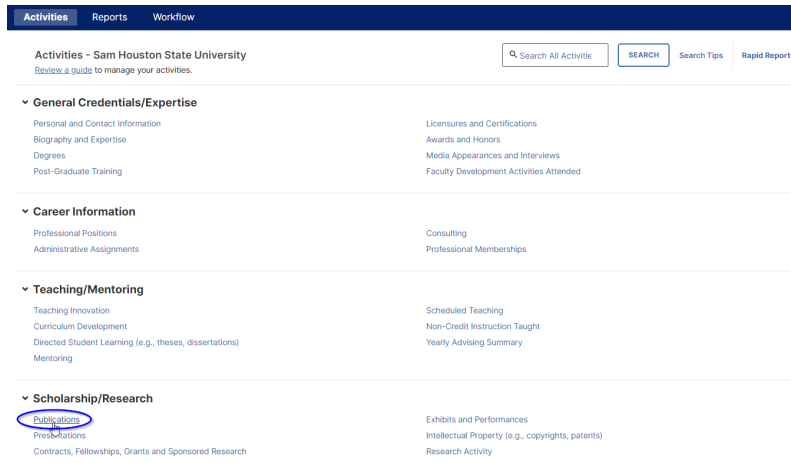 Activities Reports Workflow
Activities - Sam Houston State University
Search All Activitie SEARCH Search Tips Rapid Report
Review a guide to manage your activities.
General Credentials/Expertise
Personal and Contact Information Licensures and Certifications
Biography and Expertise Awards and Honors
Degrees Media Appearances and Interviews
Post-Graduate Training Faculty Development Activities Attended
Career Information
Professional Positions Consulting
Administrative Assignments Professional Memberships
Teaching/Mentoring
Teaching Innovation Scheduled Teaching
Curriculum Development Non-Credit Instruction Taught
Directed Student Learning (e.g., theses, dissertations) Yearly Advising Summary
Mentoring
Scholarship/Research
Publications Exhibits and Performances
Presentations Intellectual Property (e.g., copyrights, patents)
Contracts, Fellowships, Grants and Sponsored Research Research Activity